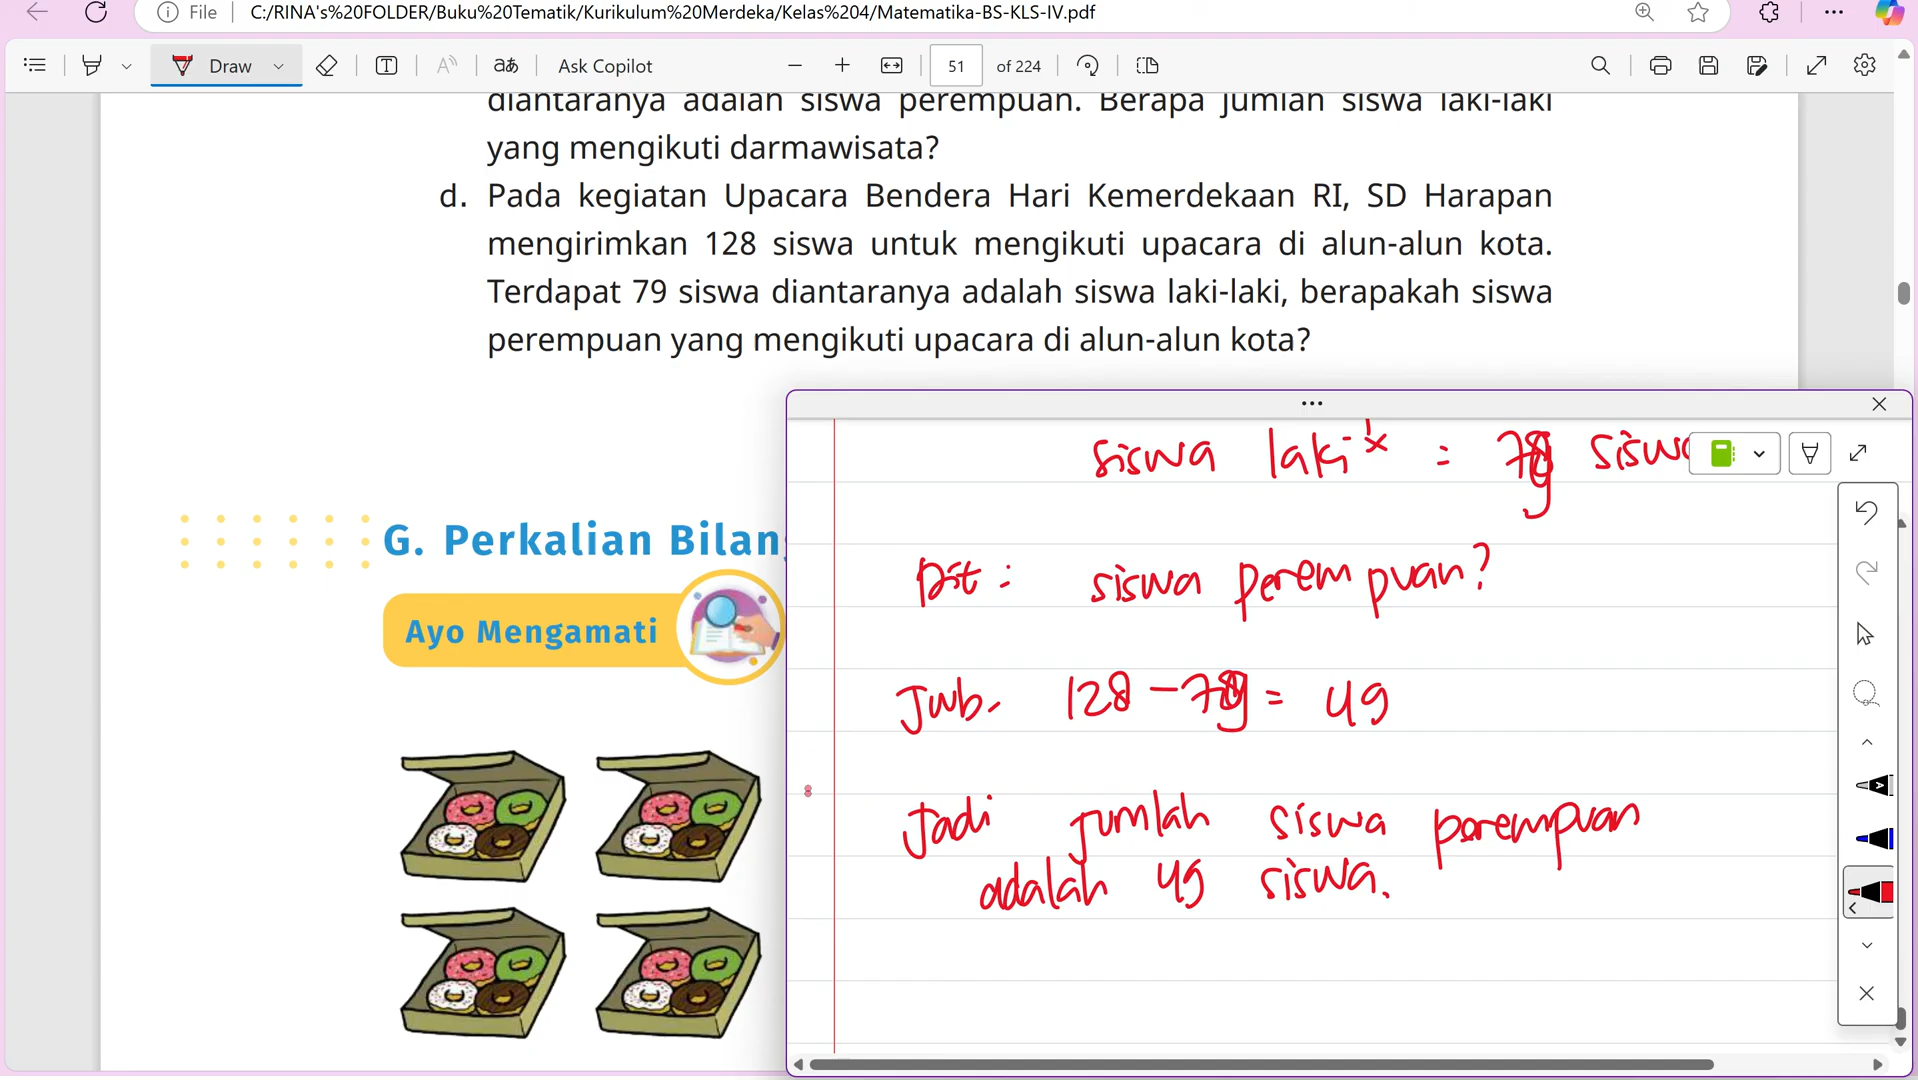 File
C:/RINA's%20FOLDER/Buku%20Tematik/Kurikulum%20Merdeka/Kelas%204/Matematika-BS-KLS-IV.pdf
Draw
Ask Copilot
51 of 224
diantaranya adalah siswa perempuan. Berapa jumlah siswa laki-laki
yang mengikuti darmawisata?
d. Pada kegiatan Upacara Bendera Hari Kemerdekaan RI, SD Harapan
mengirimkan 128 siswa untuk mengikuti upacara di alun-alun kota.
Terdapat 79 siswa diantaranya adalah siswa laki-laki, berapakah siswa
perempuan yang mengikuti upacara di alun-alun kota?
G. Perkalian Bilang
Ayo Mengamati
siswa laki-x = 79 sisw
Dit : siswa perempuan?
Jwb. 128 – 79 = 49
Jadi jumlah siswa perempuan
adalah 49 siswa.